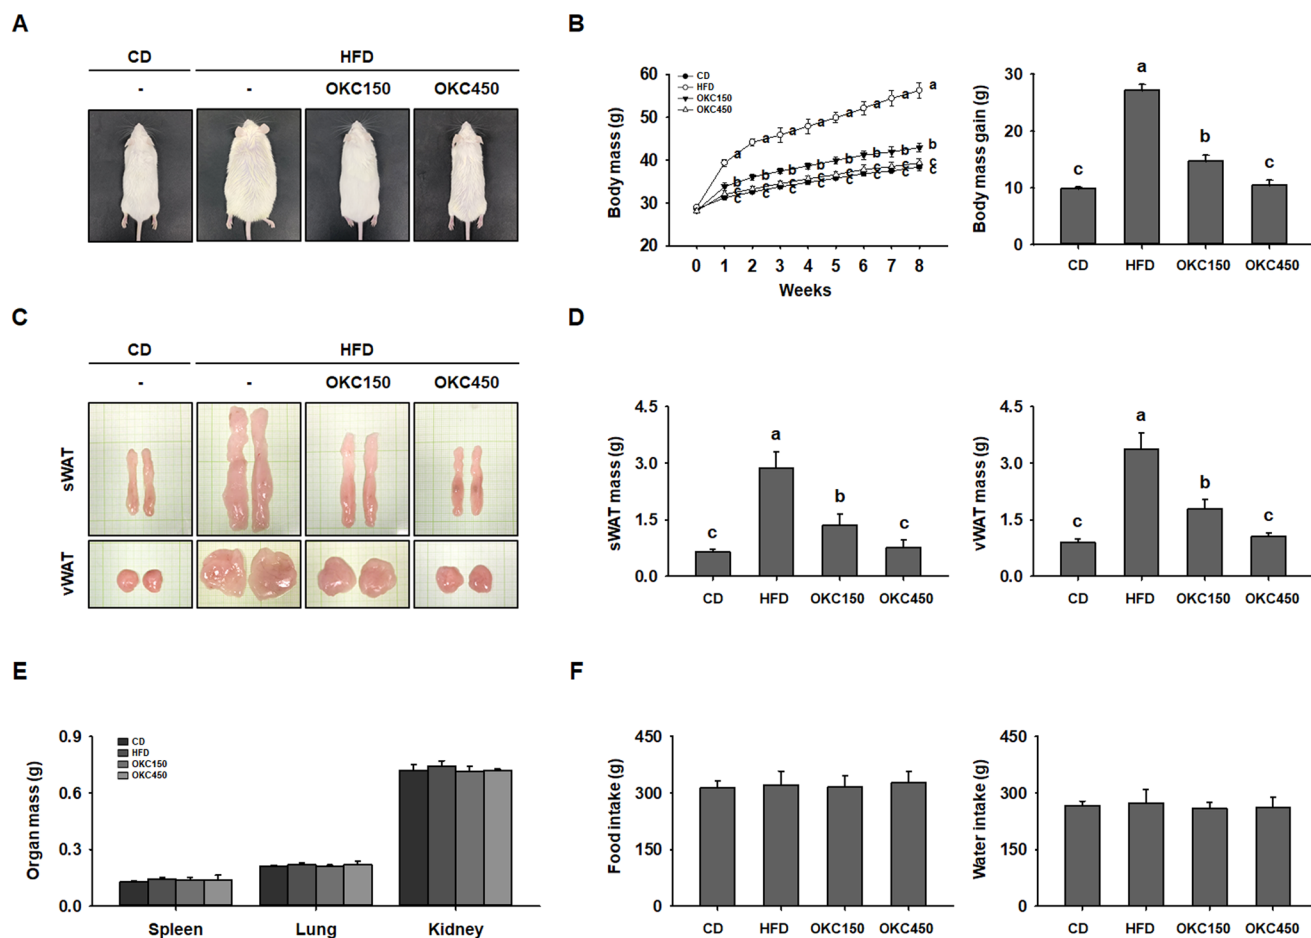 A
CD HFD
- - OKC150 OKC450
B
Body mass (g)
60
50
40
30
20
CD
HFD
OKC150
OKC450
a a a a a a a a
b b b b b b b b
c c c c c c c c
c c c c c c c c
0 1 2 3 4 5 6 7 8
Weeks
Body mass gain (g)
30
20
10
0
c a b c
CD HFD OKC150 OKC450
C
CD HFD
- - OKC150 OKC450
sWAT
vWAT
D
sWAT mass (g)
4.5
3.0
1.5
0.0
c a b c
CD HFD OKC150 OKC450
vWAT mass (g)
4.5
3.0
1.5
0.0
c a b c
CD HFD OKC150 OKC450
E
Organ mass (g)
0.9
0.6
0.3
0.0
CD
HFD
OKC150
OKC450
Spleen Lung Kidney
F
Food intake (g)
450
300
150
0
CD HFD OKC150 OKC450
Water intake (g)
450
300
150
0
CD HFD OKC150 OKC450